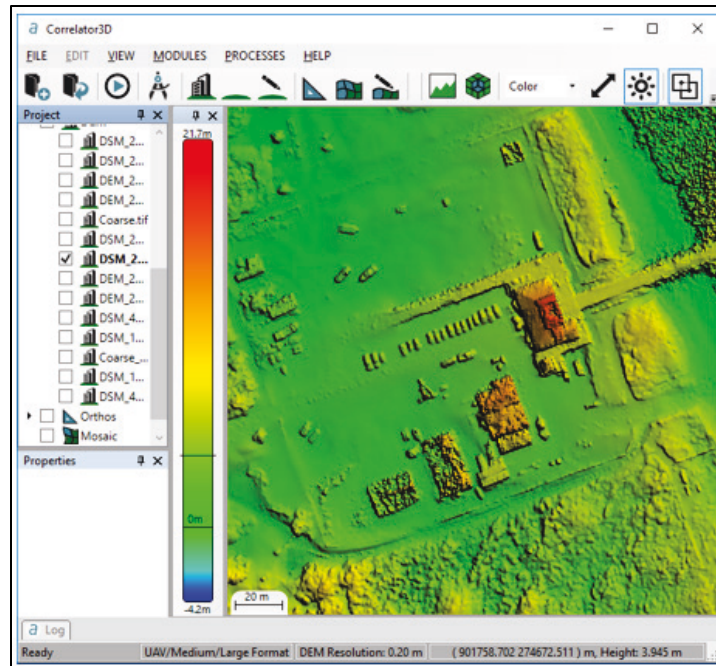 Correlator3D
FILE EDIT VIEW MODULES PROCESSES HELP
Color
Project
DSM_2...
DSM_2...
DEM_2...
DEM_2...
Coarse.tif
DSM_2...
DSM_2...
DEM_2...
DEM_2...
DSM_4...
DSM_1...
Coarse_...
DSM_1...
DSM_4...
Orthos
Mosaic
Properties
21.7m
0m
-4.2m
20 m
Log
Ready UAV/Medium/Large Format DEM Resolution: 0.20 m ( 901758.702 274672.511 ) m, Height: 3.945 m